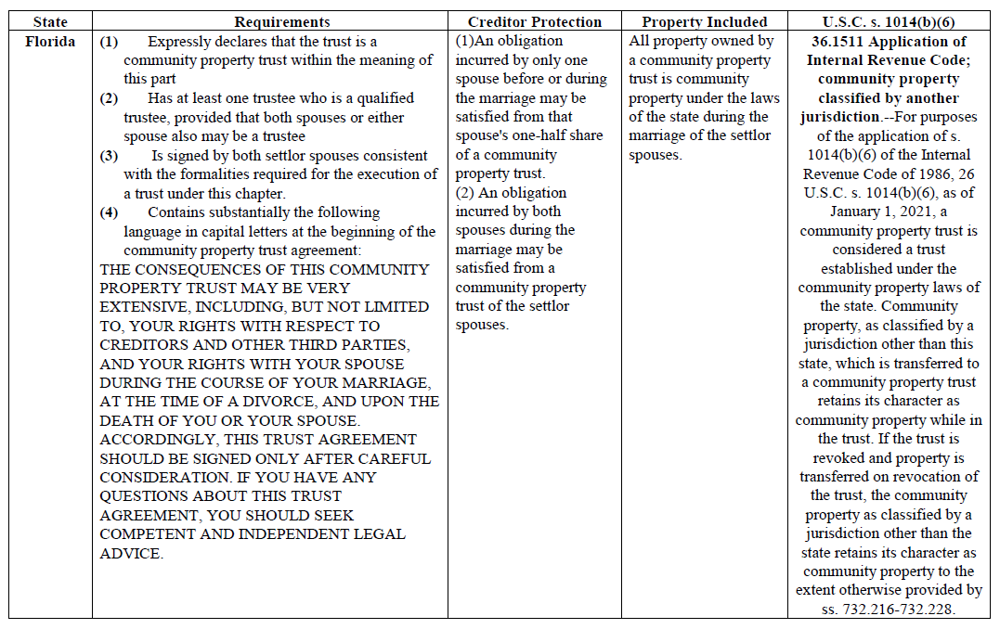 State
Requirements
Creditor Protection
Property Included
U.S.C. s. 1014(b)(6)
Florida
(1) Expressly declares that the trust is a
community property trust within the meaning of
this part
(2) Has at least one trustee who is a qualified
trustee, provided that both spouses or either
spouse also may be a trustee
(3) Is signed by both settlor spouses consistent
with the formalities required for the execution of
a trust under this chapter.
(4) Contains substantially the following
language in capital letters at the beginning of the
community property trust agreement:
THE CONSEQUENCES OF THIS COMMUNITY
PROPERTY TRUST MAY BE VERY
EXTENSIVE, INCLUDING, BUT NOT LIMITED
TO, YOUR RIGHTS WITH RESPECT TO
CREDITORS AND OTHER THIRD PARTIES,
AND YOUR RIGHTS WITH YOUR SPOUSE
DURING THE COURSE OF YOUR MARRIAGE,
AT THE TIME OF A DIVORCE, AND UPON THE
DEATH OF YOU OR YOUR SPOUSE.
ACCORDINGLY, THIS TRUST AGREEMENT
SHOULD BE SIGNED ONLY AFTER CAREFUL
CONSIDERATION. IF YOU HAVE ANY
QUESTIONS ABOUT THIS TRUST
AGREEMENT, YOU SHOULD SEEK
COMPETENT AND INDEPENDENT LEGAL
ADVICE.
(1)An obligation
incurred by only one
spouse before or during
the marriage may be
satisfied from that
spouse's one-half share
of a community
property trust.
(2) An obligation
incurred by both
spouses during the
marriage may be
satisfied from a
community property
trust of the settlor
spouses.
All property owned by
a community property
trust is community
property under the laws
of the state during the
marriage of the settlor
spouses.
36.1511 Application of
Internal Revenue Code;
community property
classified by another
jurisdiction.--For purposes
of the application of s.
1014(b)(6) of the Internal
Revenue Code of 1986, 26
U.S.C. s. 1014(b)(6), as of
January 1, 2021, a
community property trust is
considered a trust
established under the
community property laws of
the state. Community
property, as classified by a
jurisdiction other than this
state, which is transferred to
a community property trust
retains its character as
community property while in
the trust. If the trust is
revoked and property is
transferred on revocation of
the trust, the community
property as classified by a
jurisdiction other than the
state retains its character as
community property to the
extent otherwise provided by
ss. 732.216-732.228.